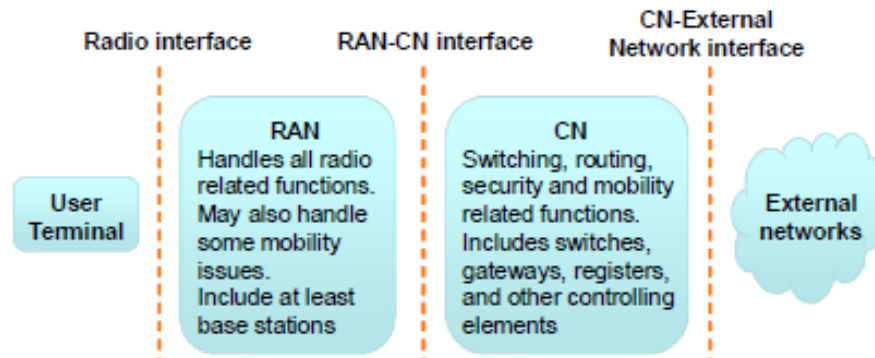 Radio interface
RAN-CN interface
CN-External
Network interface
User
Terminal
RAN
Handles all radio
related functions.
May also handle
some mobility
issues.
Include at least
base stations
CN
Switching, routing,
security and mobility
related functions.
Includes switches,
gateways, registers,
and other controlling
elements
External
networks